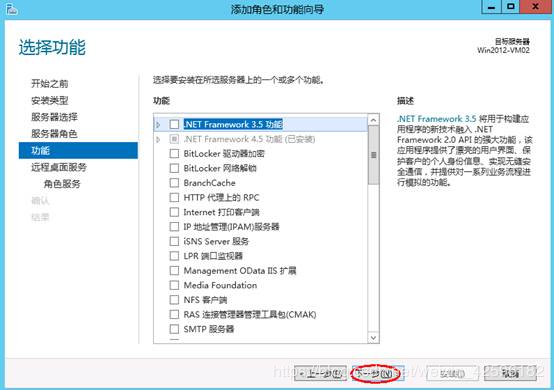 添加角色和功能向导
选择功能
目标服务器
Win2012-VM02
开始之前
安装类型
服务器选择
服务器角色
功能
远程桌面服务
角色服务
确认
结果
选择要安装在所选服务器上的一个或多个功能。
功能
.NET Framework 3.5 功能
.NET Framework 4.5 功能 (已安装)
BitLocker 驱动器加密
BitLocker 网络解锁
BranchCache
HTTP 代理上的 RPC
Internet 打印客户端
IP 地址管理(IPAM)服务器
iSNS Server 服务
LPR 端口监视器
Management OData IIS 扩展
Media Foundation
NFS 客户端
RAS 连接管理器管理工具包(CMAK)
SMTP 服务器
描述
.NET Framework 3.5 将用于构建应
用程序的新技术融入 .NET
Framework 2.0 API 的强大功能，该
应用程序提供了漂亮的用户界面、保
护客户的个人身份信息、实现无缝安
全通信，并提供对一系列业务流程进
行模拟的功能。
< 上一步(P)
下一步(N) >
安装(I)
取消